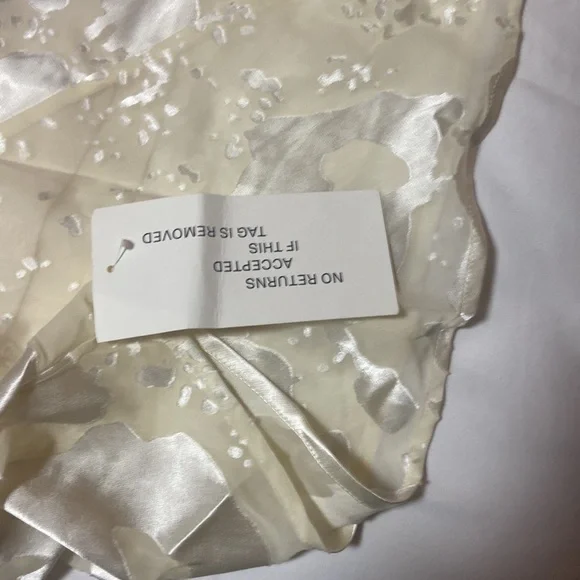 NO RETURNS
ACCEPTED
IF THIS
TAG IS REMOVED